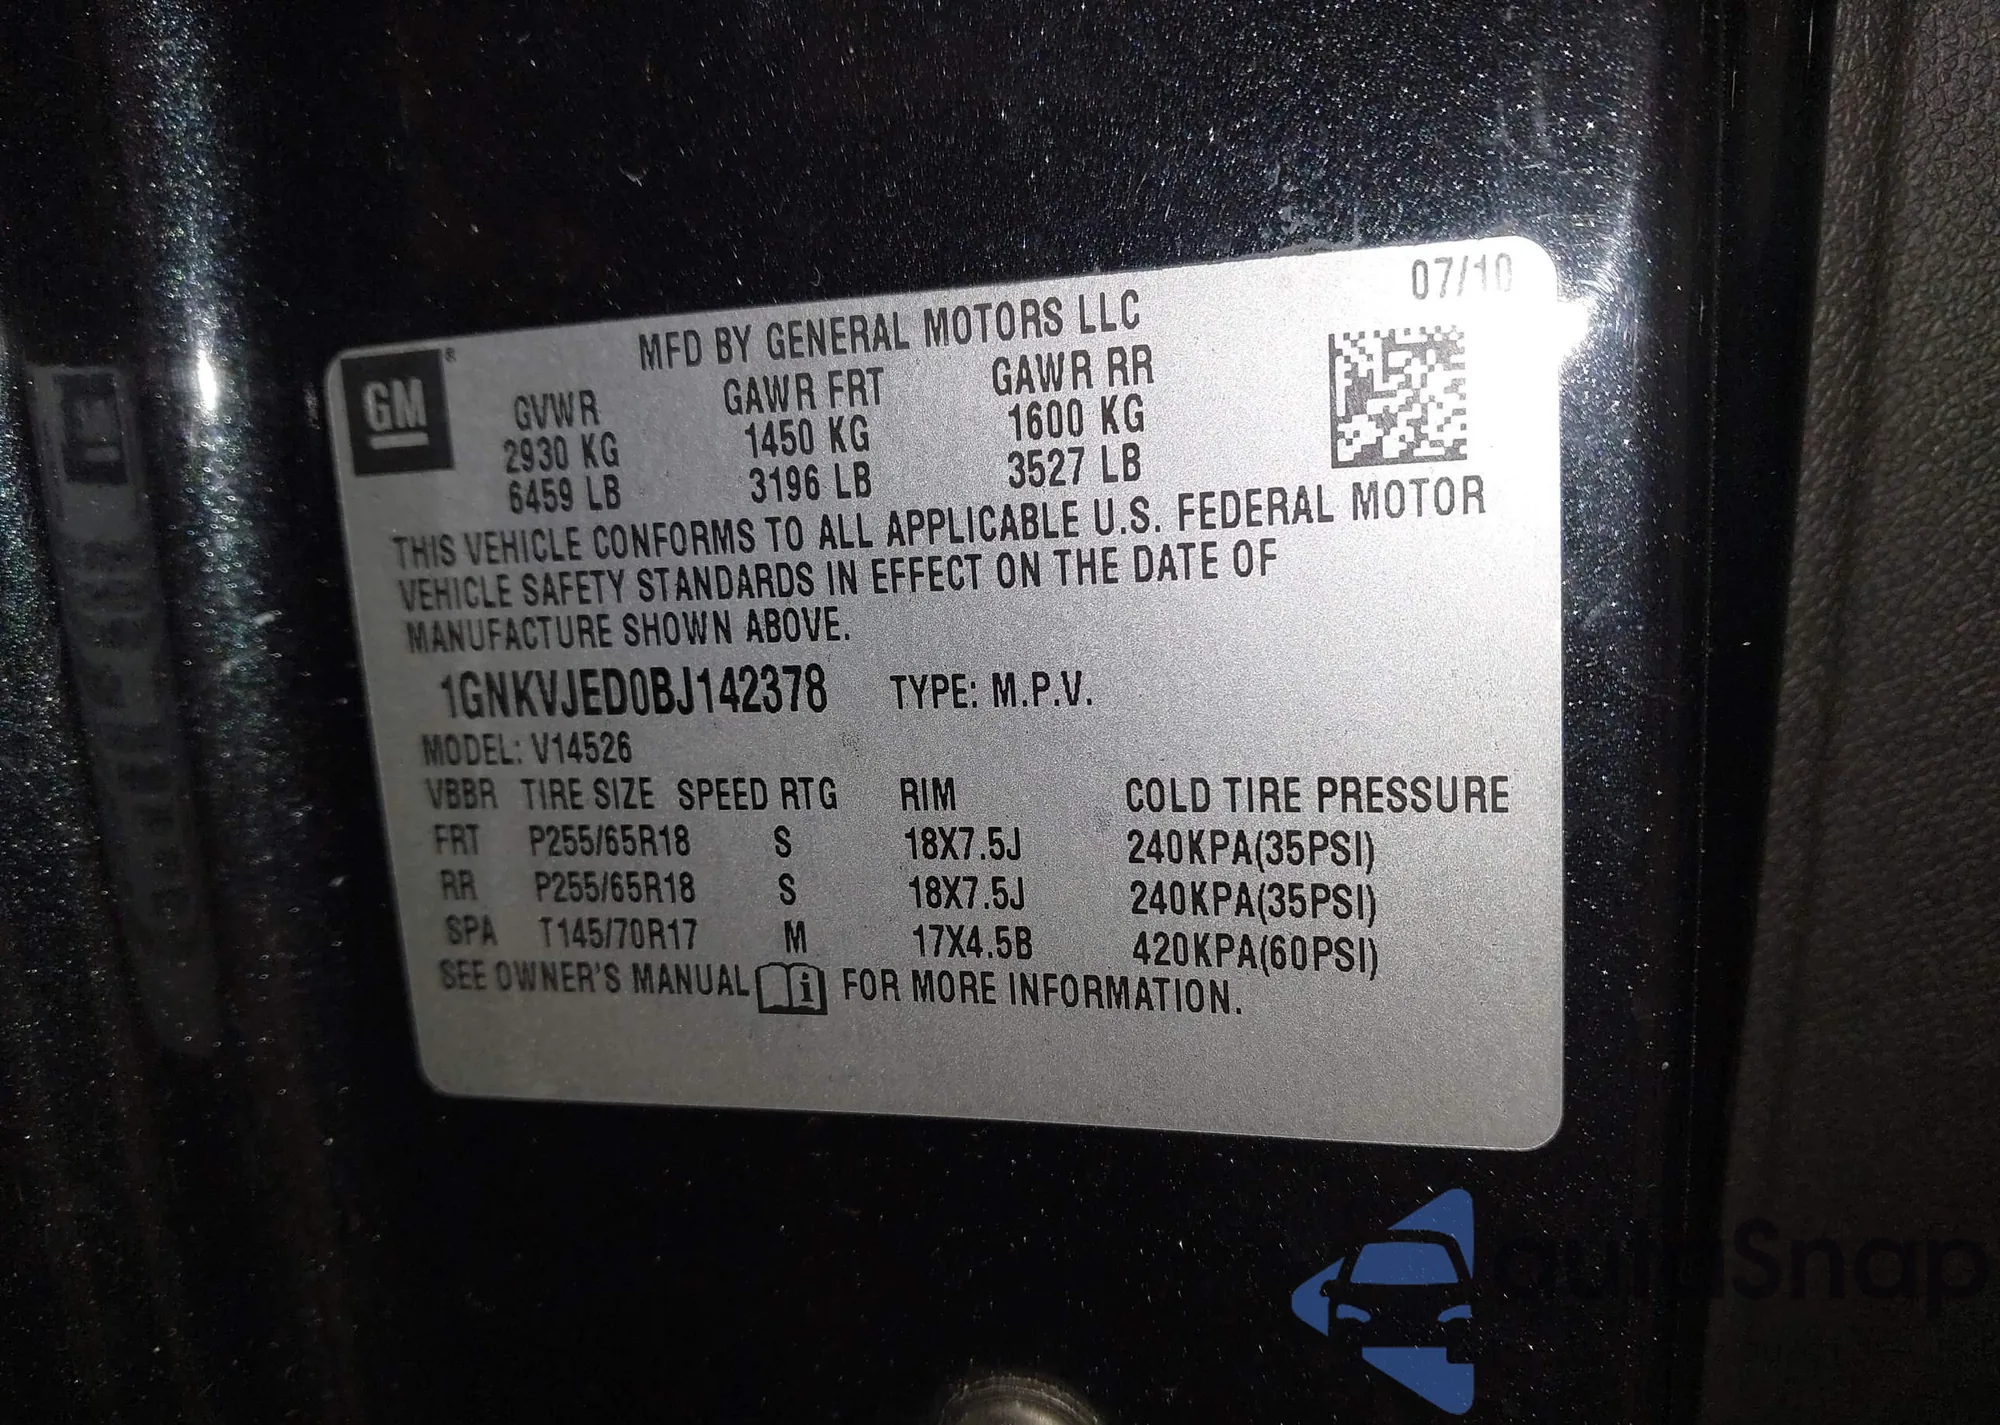 07/10
MFD BY GENERAL MOTORS LLC
GM®
GVWR GAWR FRT GAWR RR
2930 KG 1450 KG 1600 KG
6459 LB 3196 LB 3527 LB
THIS VEHICLE CONFORMS TO ALL APPLICABLE U.S. FEDERAL MOTOR
VEHICLE SAFETY STANDARDS IN EFFECT ON THE DATE OF
MANUFACTURE SHOWN ABOVE.
1GNKVJED0BJ142378 TYPE: M.P.V.
MODEL: V14526
VBBR TIRE SIZE SPEED RTG RIM COLD TIRE PRESSURE
FRT P255/65R18 S 18X7.5J 240KPA(35PSI)
RR P255/65R18 S 18X7.5J 240KPA(35PSI)
SPA T145/70R17 M 17X4.5B 420KPA(60PSI)
SEE OWNER'S MANUAL i FOR MORE INFORMATION.